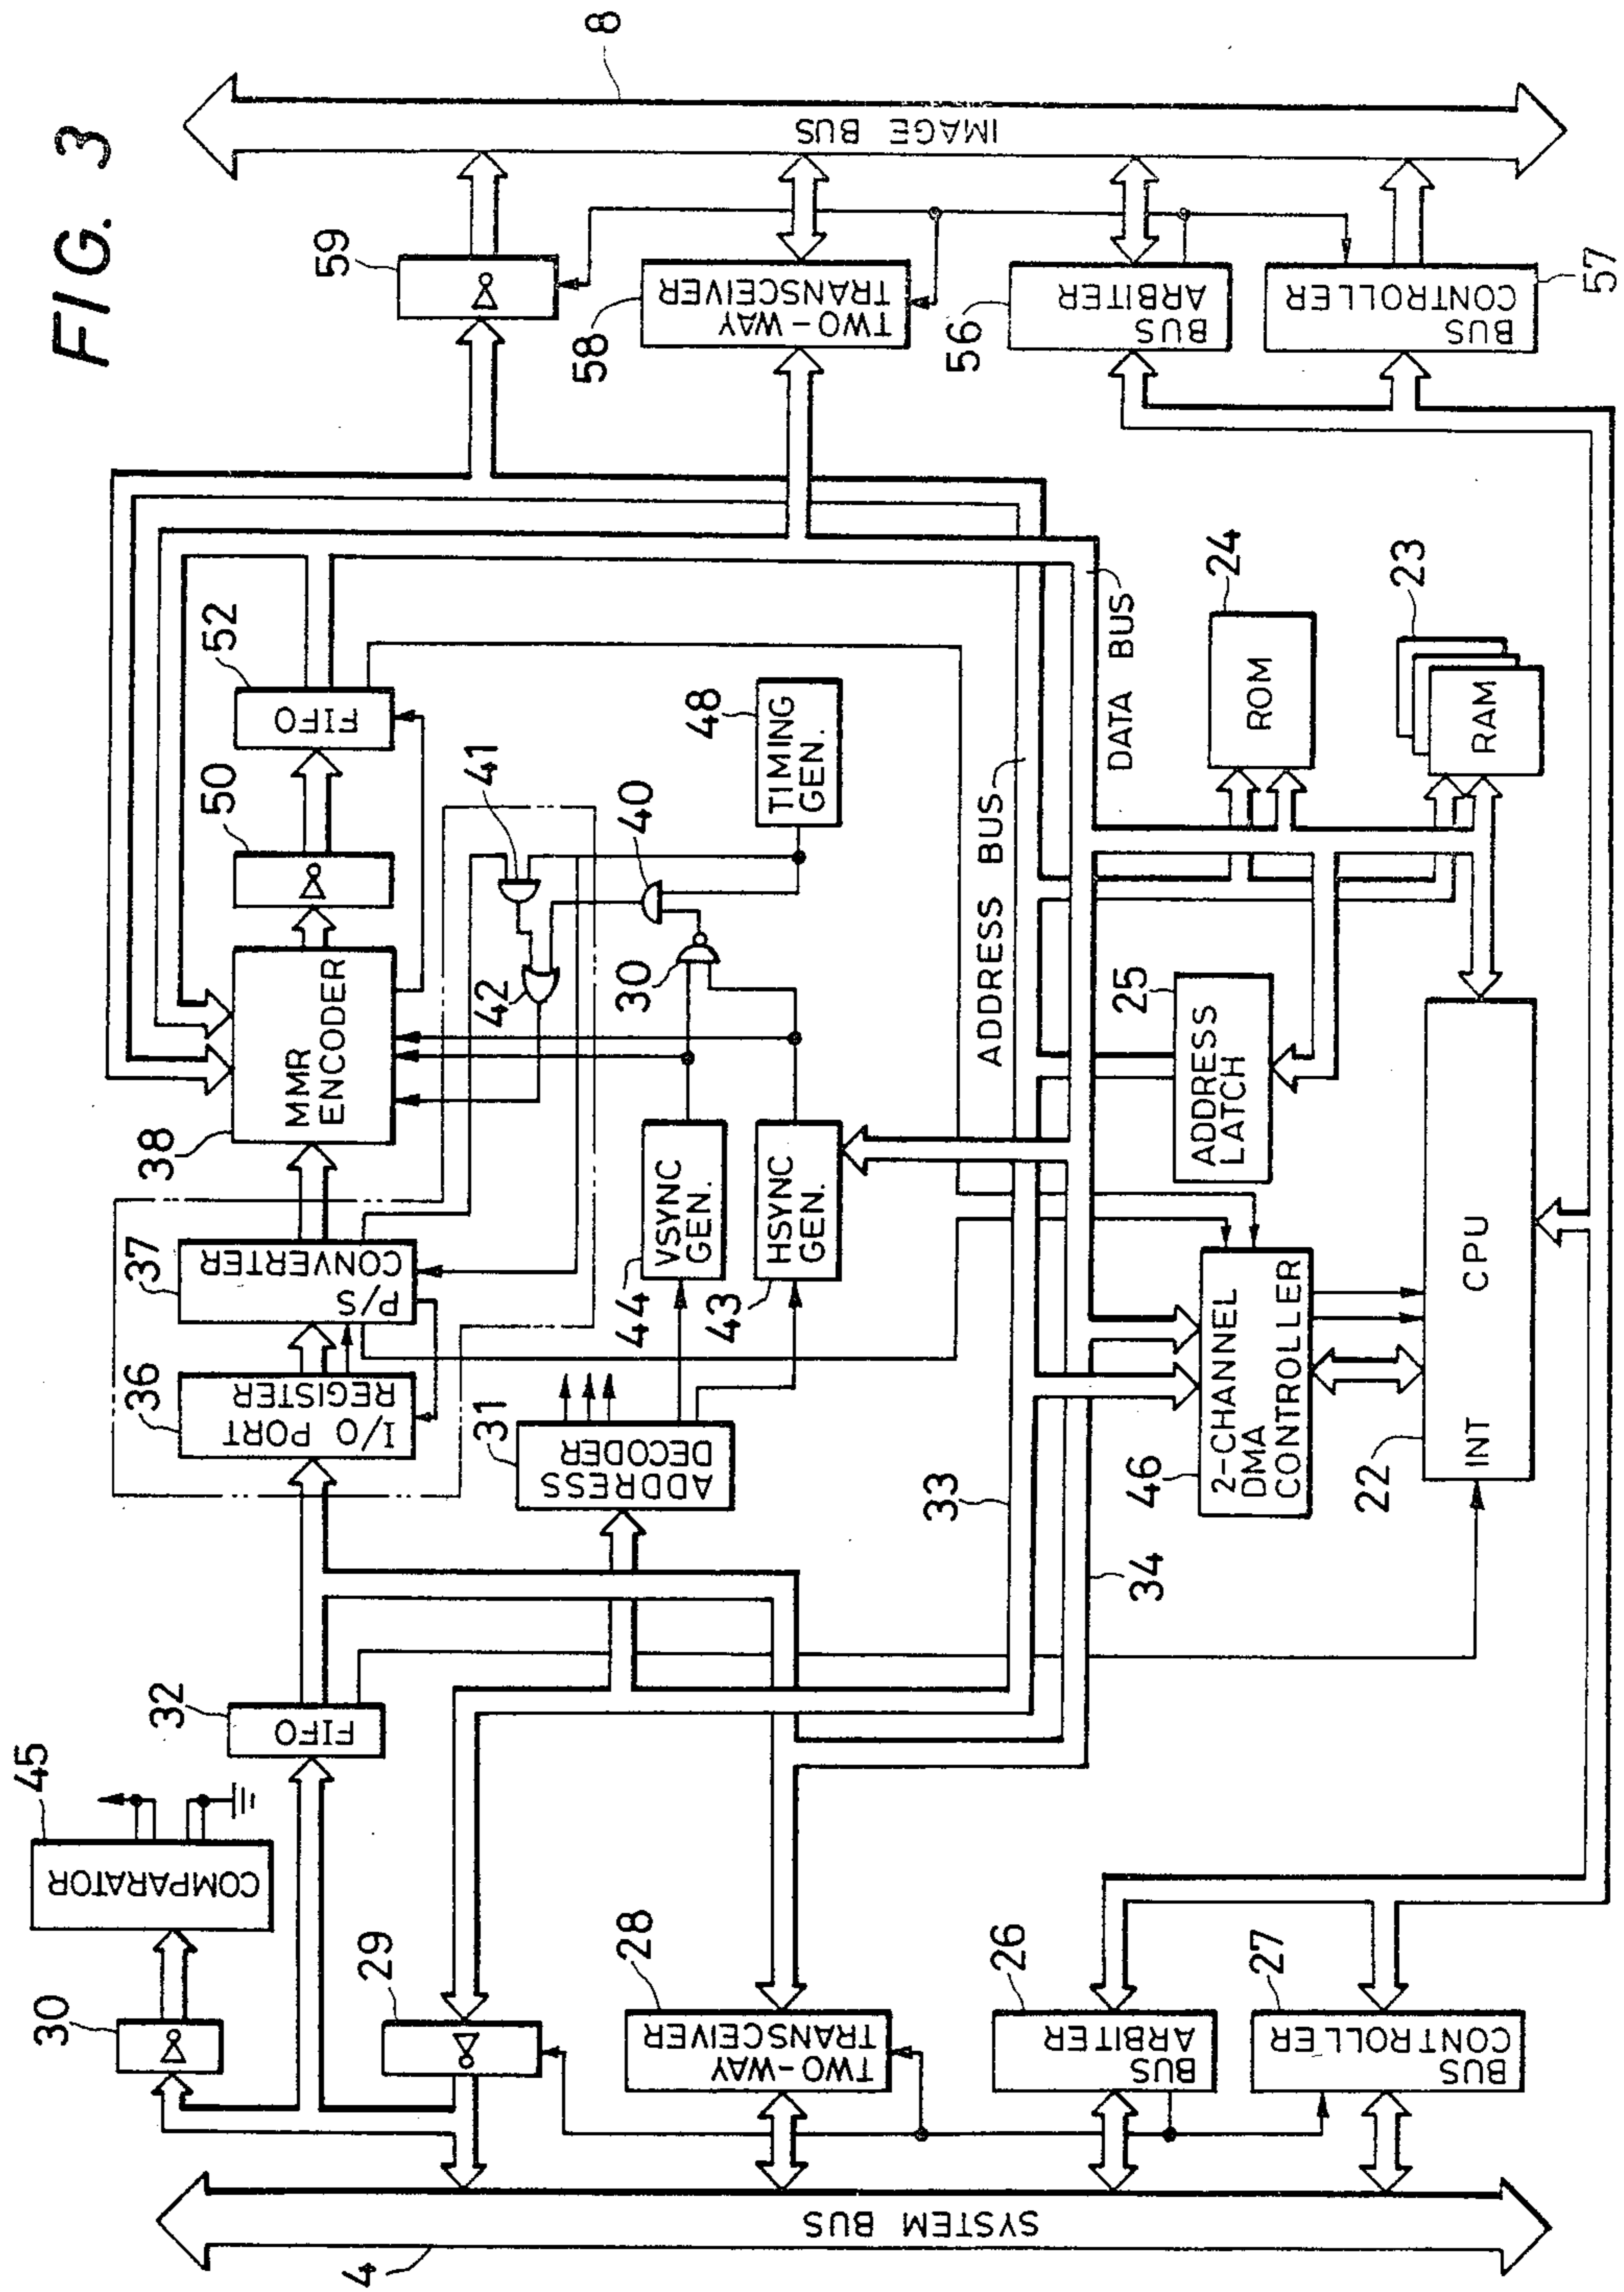 FIG. 3
8
IMAGE BUS
59
58
TWO-WAY
TRANSCEIVER
56
BUS
ARBITER
57
BUS
CONTROLLER
52
FIFO
50
38
MMR
ENCODER
41
42
40
30
48
TIMING
GEN.
ADDRESS BUS
DATA BUS
24
ROM
23
RAM
25
ADDRESS
LATCH
37
P/S
CONVERTER
36
I/O PORT
REGISTER
44
VSYNC
GEN.
43
HSYNC
GEN.
31
ADDRESS
DECODER
33
34
46
2-CHANNEL
DMA
CONTROLLER
22
INT
CPU
32
FIFO
45
COMPARATOR
30
29
28
TWO-WAY
TRANSCEIVER
26
BUS
ARBITER
27
BUS
CONTROLLER
SYSTEM BUS
4